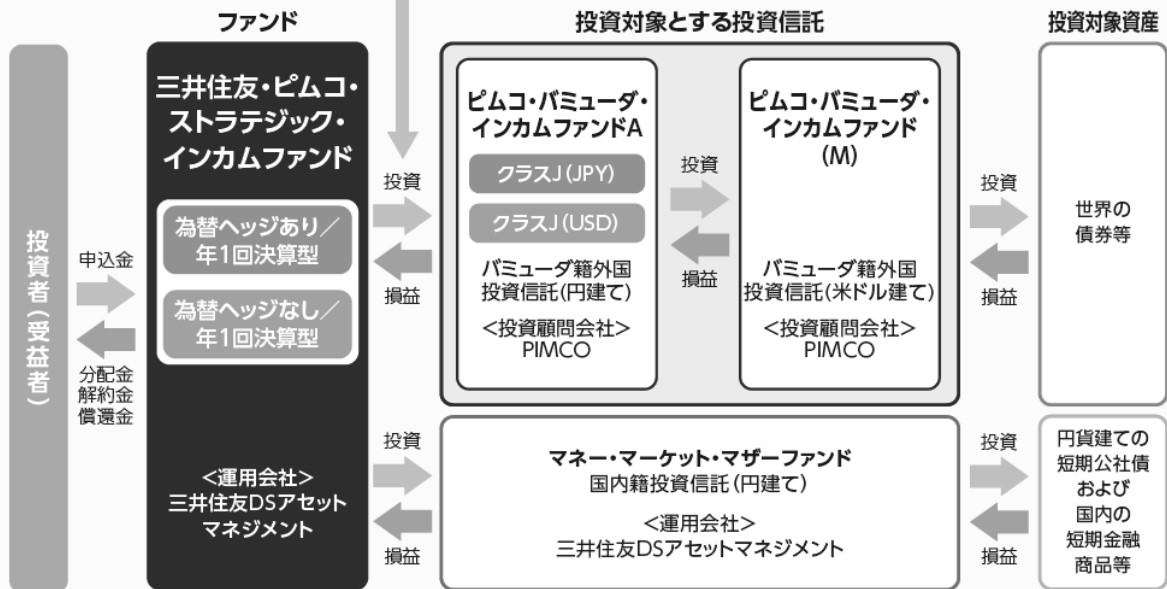 ファンド
投資対象とする投資信託
投資対象資産
投資者(受益者)
申込金
分配金
解約金
償還金
三井住友・ピムコ・
ストラテジック・
インカムファンド
為替ヘッジあり／
年1回決算型
為替ヘッジなし／
年1回決算型
<運用会社>
三井住友DSアセット
マネジメント
投資
損益
ピムコ・バミューダ・
インカムファンドA
クラスJ(JPY)
クラスJ(USD)
バミューダ籍外国
投資信託(円建て)
<投資顧問会社>
PIMCO
投資
損益
ピムコ・バミューダ・
インカムファンド
(M)
バミューダ籍外国
投資信託(米ドル建て)
<投資顧問会社>
PIMCO
投資
損益
世界の
債券等
投資
損益
マネー・マーケット・マザーファンド
国内籍投資信託(円建て)
<運用会社>
三井住友DSアセットマネジメント
投資
損益
円貨建ての
短期公社債
および
国内の
短期金融
商品等